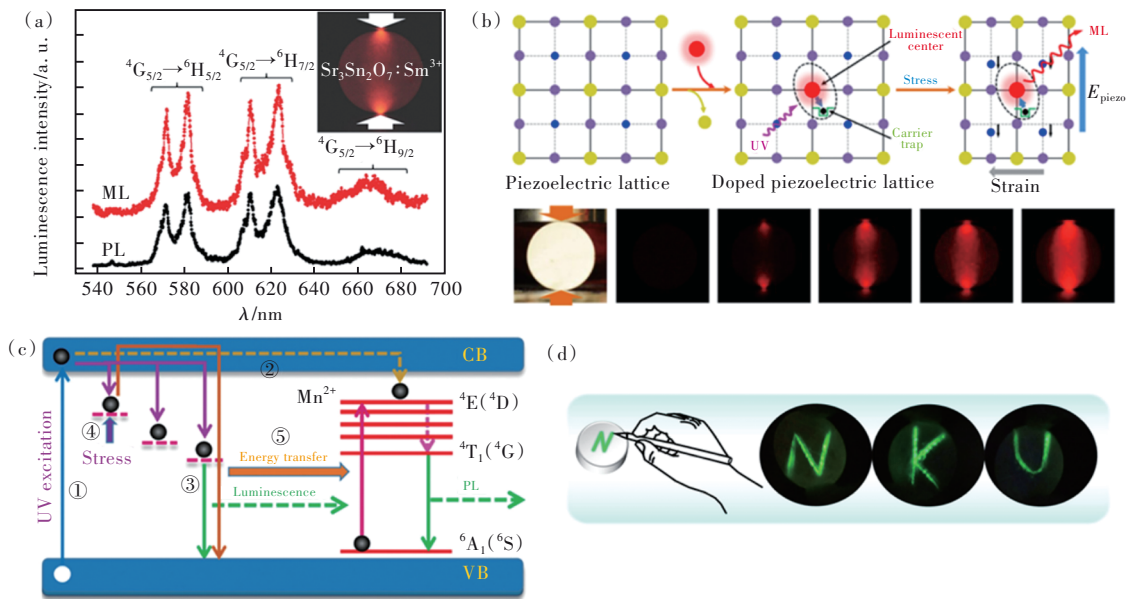 (a)
Luminescence intensity/a. u.
⁴G₅/₂→⁶H₅/₂
⁴G₅/₂→⁶H₇/₂
Sr₃Sn₂O₇:Sm³⁺
⁴G₅/₂→⁶H₉/₂
ML
PL
540 560 580 600 620 640 660 680 700
λ/nm
(b)
Luminescent
center
ML
Stress
E_piezo
UV
Carrier
trap
Piezoelectric lattice
Doped piezoelectric lattice
Strain
(c)
CB
②
Mn²⁺
⁴E(⁴D)
④
Stress
⑤
Energy transfer
⁴T₁(⁴G)
UV excitation
①
③
Luminescence
PL
⁶A₁(⁶S)
VB
(d)
N
N K U